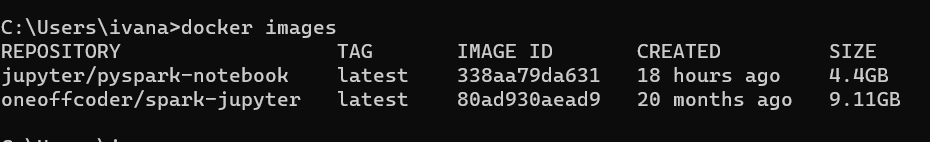 C:\Users\ivana>docker images
REPOSITORY TAG IMAGE ID CREATED SIZE
jupyter/pyspark-notebook latest 338aa79da631 18 hours ago 4.4GB
oneoffcoder/spark-jupyter latest 80ad930aead9 20 months ago 9.11GB